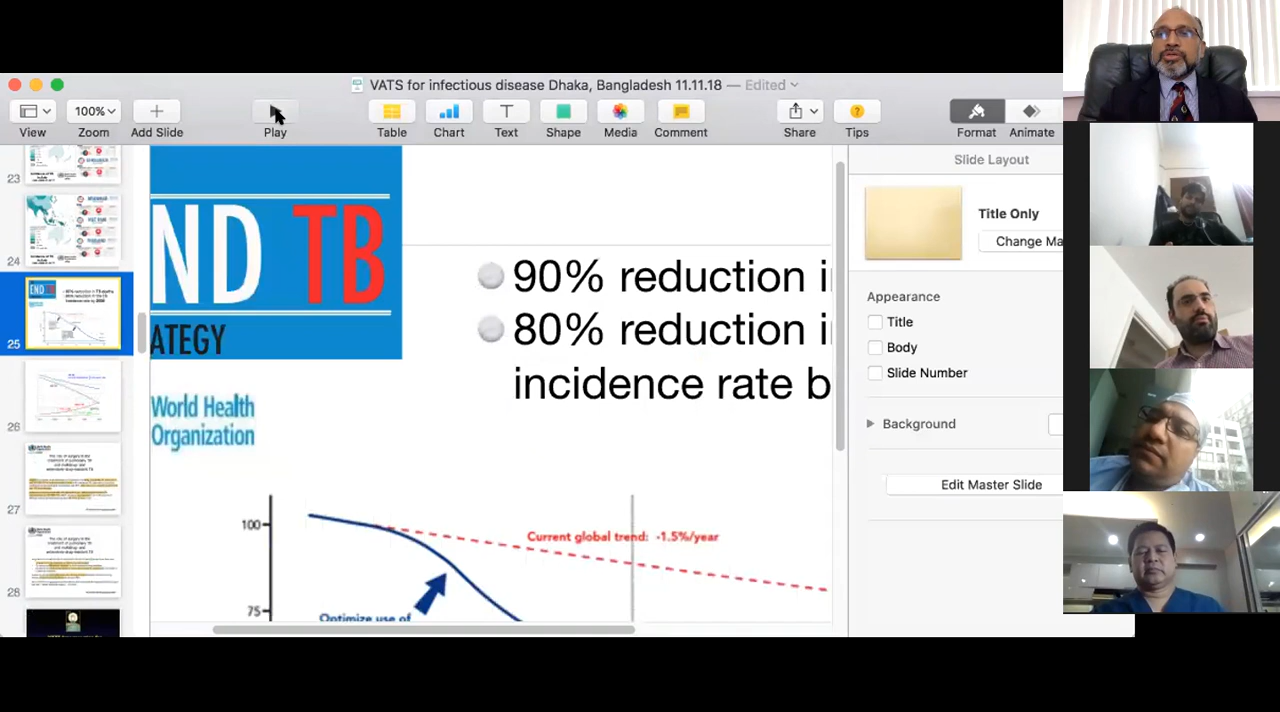 VATS for infectious disease Dhaka, Bangladesh 11.11.18 — Edited
100%
View
Zoom
Add Slide
Play
Table
Chart
Text
Shape
Media
Comment
Share
Tips
Format
Animate
23
24
25
26
27
28
END TB
ND TB
ATEGY
World Health
Organization
90% reduction i
80% reduction i
incidence rate b
100
75
Current global trend: -1.5%/year
Optimize use of
Slide Layout
Title Only
Change Ma
Appearance
Title
Body
Slide Number
Background
Edit Master Slide